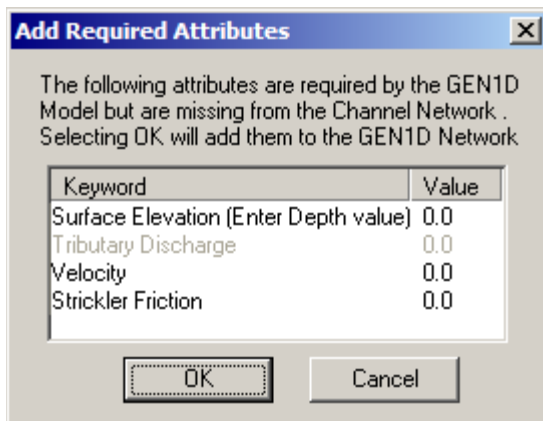 Add Required Attributes
The following attributes are required by the GEN1D
Model but are missing from the Channel Network .
Selecting OK will add them to the GEN1D Network
Keyword Value
Surface Elevation (Enter Depth value) 0.0
Tributary Discharge 0.0
Velocity 0.0
Strickler Friction 0.0
OK Cancel